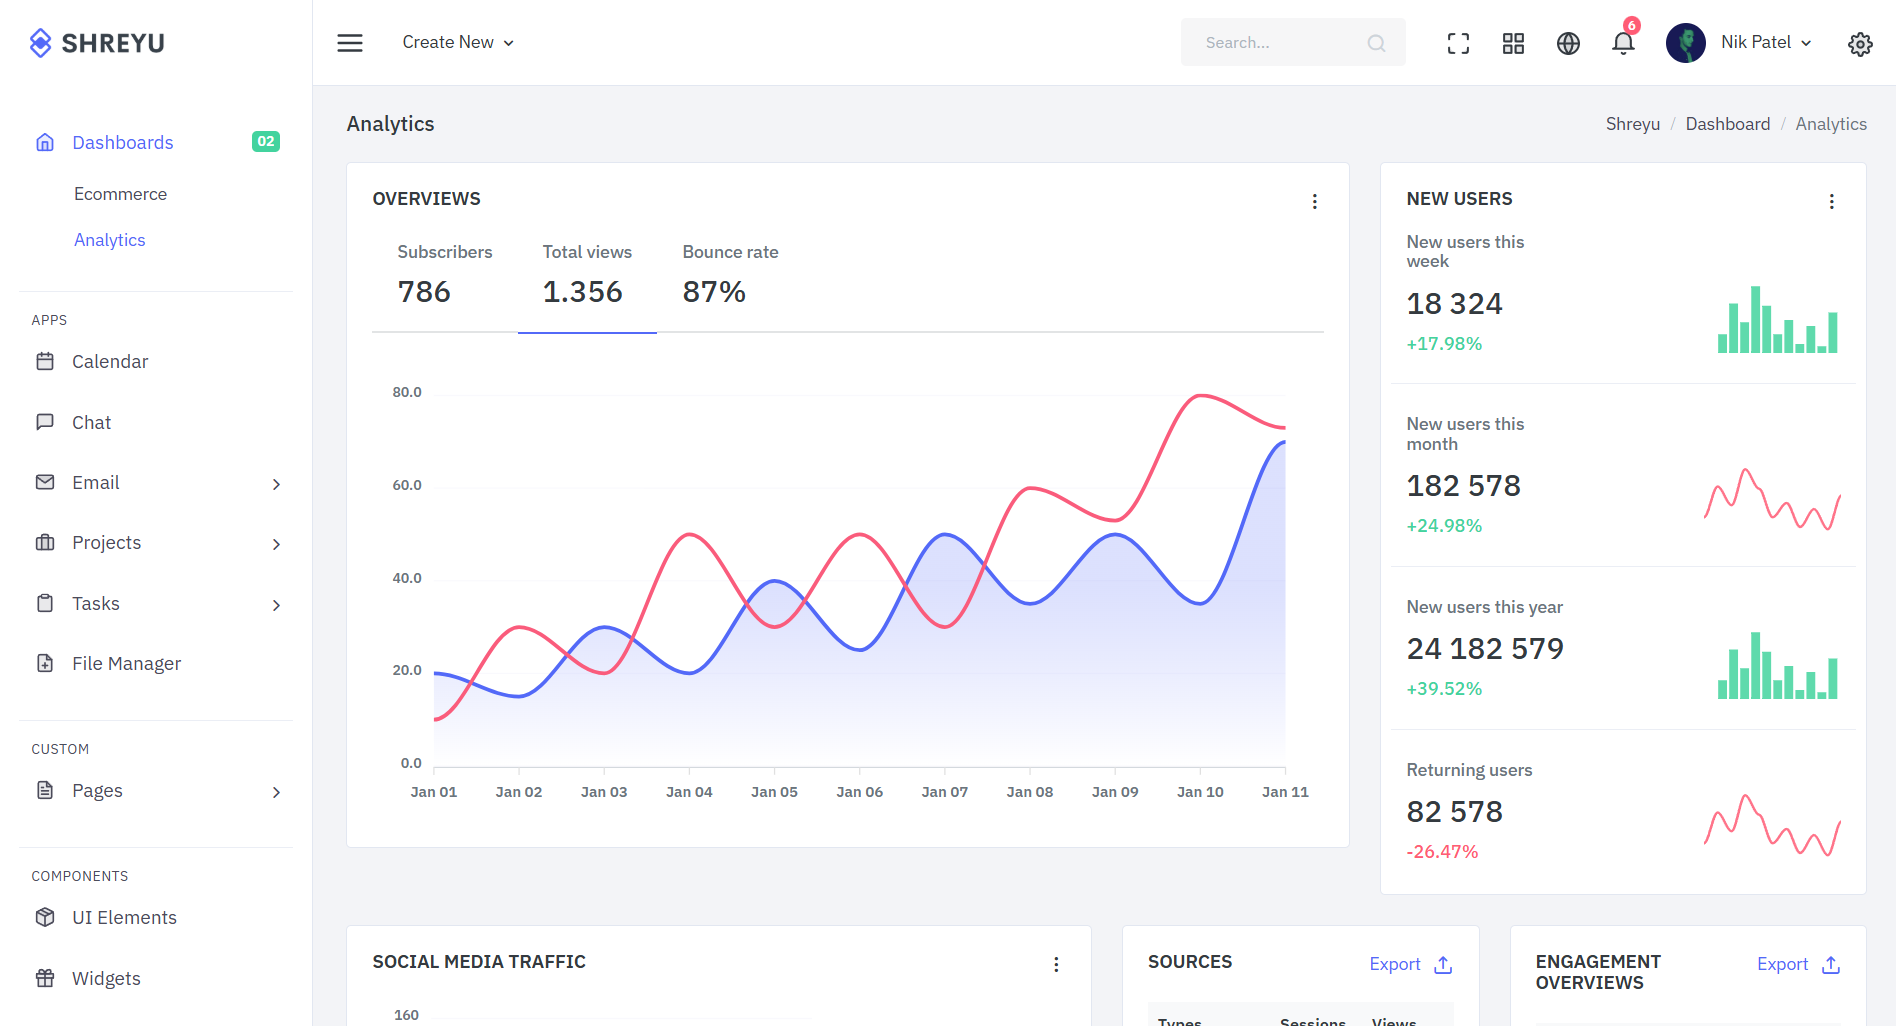 SHREYU
Create New
Search...
6
Nik Patel
Dashboards
02
Ecommerce
Analytics
APPS
Calendar
Chat
Email
Projects
Tasks
File Manager
CUSTOM
Pages
COMPONENTS
UI Elements
Widgets
Analytics
Shreyu / Dashboard / Analytics
OVERVIEWS
Subscribers
786
Total views
1.356
Bounce rate
87%
80.0
60.0
40.0
20.0
0.0
Jan 01 Jan 02 Jan 03 Jan 04 Jan 05 Jan 06 Jan 07 Jan 08 Jan 09 Jan 10 Jan 11
NEW USERS
New users this
week
18 324
+17.98%
New users this
month
182 578
+24.98%
New users this year
24 182 579
+39.52%
Returning users
82 578
-26.47%
SOCIAL MEDIA TRAFFIC
160
SOURCES
Export
Types Sessions Views
ENGAGEMENT
OVERVIEWS
Export